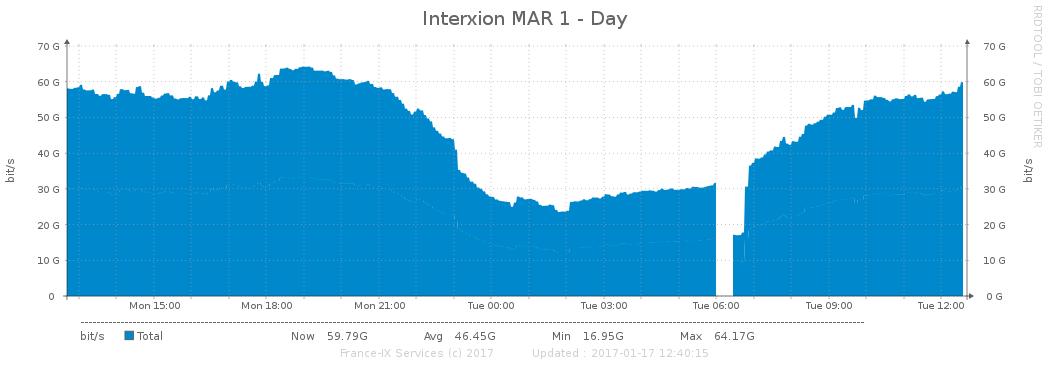 Interxion MAR 1 - Day
RRDTOOL / TOBI OETIKER
bit/s
70 G 70 G
60 G 60 G
50 G 50 G
40 G 40 G
30 G 30 G
20 G 20 G
10 G 10 G
0 0 G
bit/s
Mon 15:00 Mon 18:00 Mon 21:00 Tue 00:00 Tue 03:00 Tue 06:00 Tue 09:00 Tue 12:00
bit/s Total Now 59.79G Avg 46.45G Min 16.95G Max 64.17G
France-IX Services (c) 2017 Updated : 2017-01-17 12:40:15